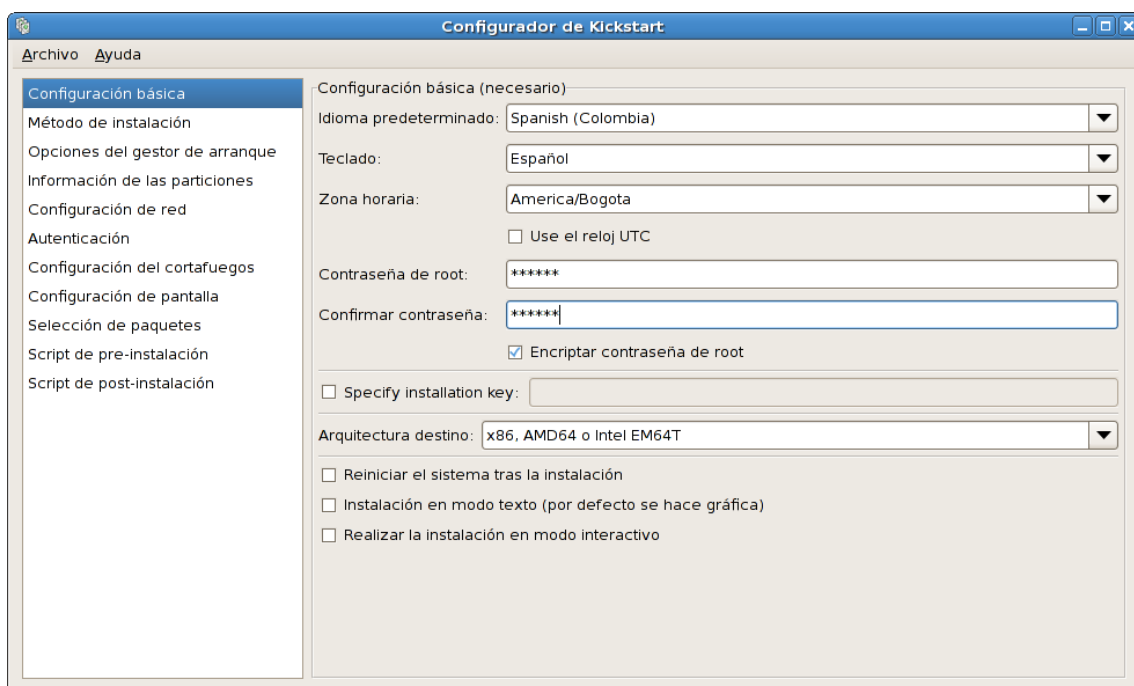 Configurador de Kickstart
Archivo Ayuda
Configuración básica
Método de instalación
Opciones del gestor de arranque
Información de las particiones
Configuración de red
Autenticación
Configuración del cortafuegos
Configuración de pantalla
Selección de paquetes
Script de pre-instalación
Script de post-instalación
Configuración básica (necesario)
Idioma predeterminado: Spanish (Colombia)
Teclado: Español
Zona horaria: America/Bogota
Use el reloj UTC
Contraseña de root: ******
Confirmar contraseña: ******
Encriptar contraseña de root
Specify installation key:
Arquitectura destino: x86, AMD64 o Intel EM64T
Reiniciar el sistema tras la instalación
Instalación en modo texto (por defecto se hace gráfica)
Realizar la instalación en modo interactivo